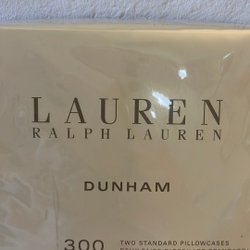 LAUREN
RALPH LAUREN
DUNHAM
300
TWO STANDARD PILLOWCASES